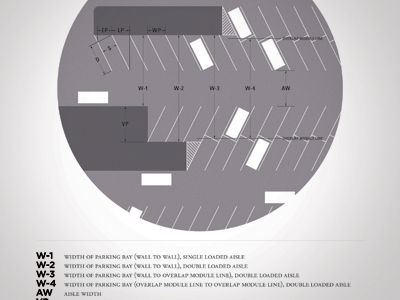 EP LP WP
θ S
OVERLAP MODULE LINE
W-1 W-2 W-3 W-4 AW
VP
OVERLAP MODULE LINE
W-1 WIDTH OF PARKING BAY (WALL TO WALL), SINGLE LOADED AISLE
W-2 WIDTH OF PARKING BAY (WALL TO WALL), DOUBLE LOADED AISLE
W-3 WIDTH OF PARKING BAY (WALL TO OVERLAP MODULE LINE), DOUBLE LOADED AISLE
W-4 WIDTH OF PARKING BAY (OVERLAP MODULE LINE TO OVERLAP MODULE LINE), DOUBLE LOADED AISLE
AW AISLE WIDTH